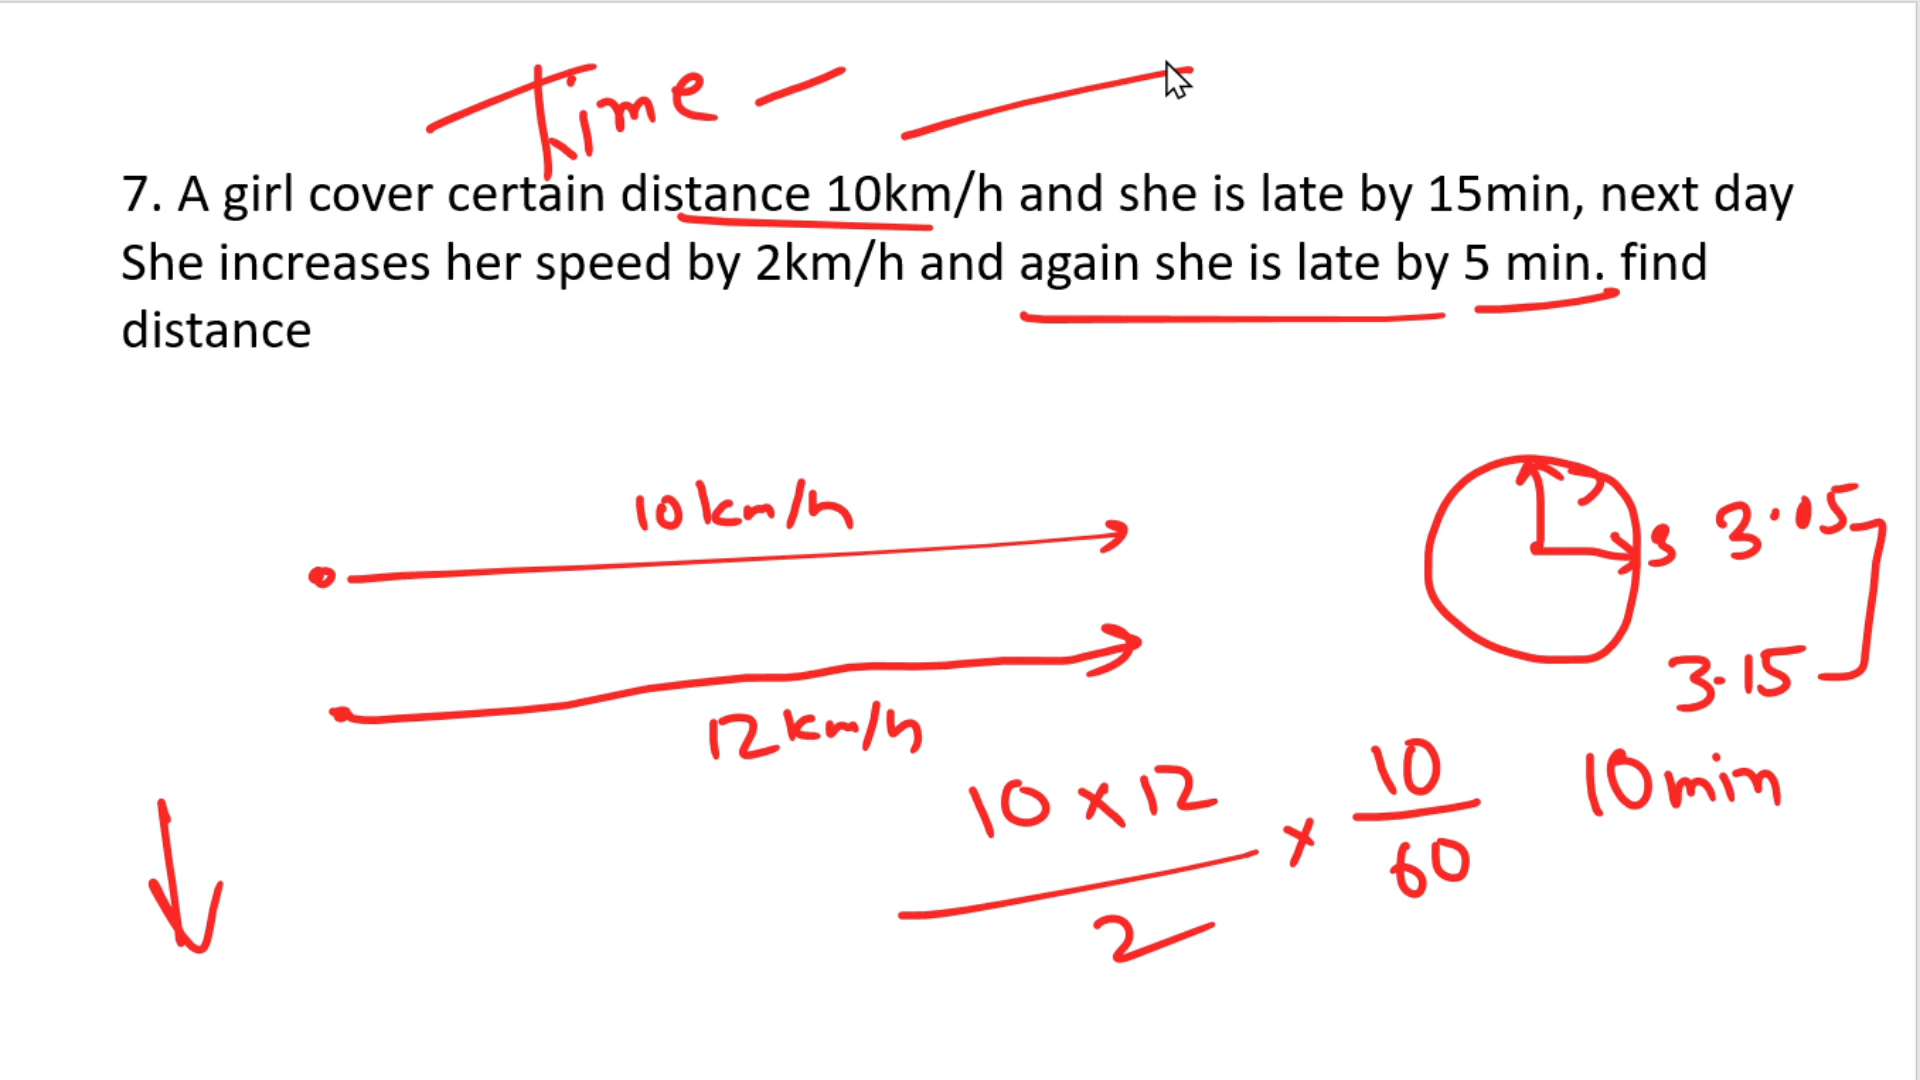 Time -
7. A girl cover certain distance 10km/h and she is late by 15min, next day
She increases her speed by 2km/h and again she is late by 5 min. find
distance
10km/h
3 3.05
12km/h
3.15
10 × 12 × 10 10min
2 60